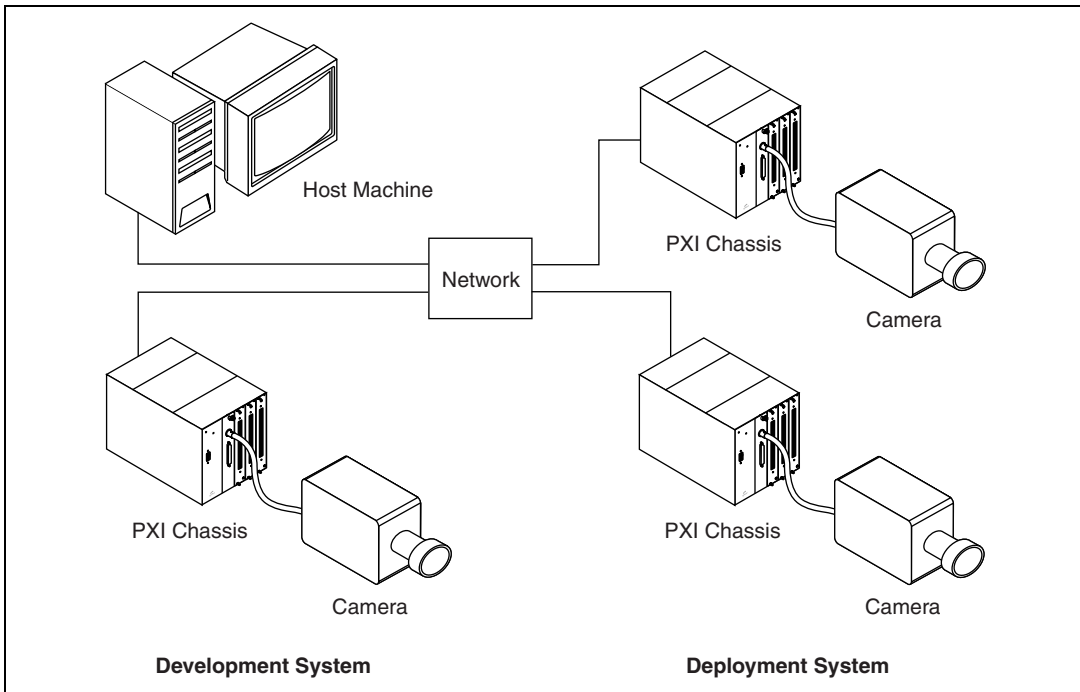 Host Machine
PXI Chassis
Network
Camera
PXI Chassis
Camera
PXI Chassis
Camera
Development System
Deployment System